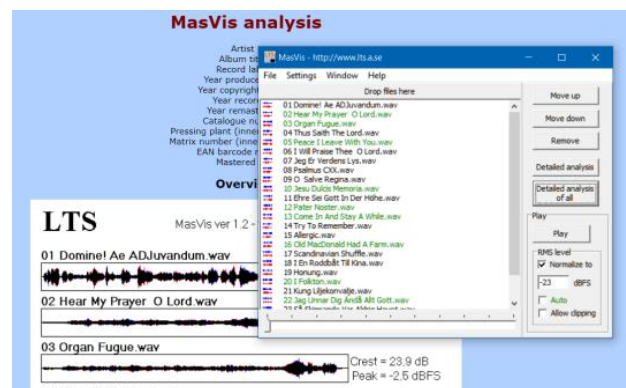 MasVis analysis
Artist
Album tit
Record la
Year produce
Year copyright
Year recor
Year remast
Catalogue nu
Pressing plant (inne
Matrix number (inne
EAN barcode n
Mastered
Overvi
LTS
MasVis ver 1.2 -
01 Domine! Ae ADJuvandum.wav
02 Hear My Prayer O Lord.wav
03 Organ Fugue.wav
Crest = 23,9 dB
Peak = -2,5 dBFS
MasVis - http://www.lts.a.se
File Settings Window Help
Drop files here
01 Domine! Ae ADJuvandum.wav
02 Hear My Prayer O Lord.wav
03 Organ Fugue.wav
04 Thus Saith The Lord.wav
05 Peace I Leave With You.wav
06 I Will Praise Thee O Lord.wav
07 Jeg Er Verdens Lys.wav
08 Psalmus CXX.wav
09 O Salve Regina.wav
10 Jesu Dulcis Memoria.wav
11 Ehre Sei Gott In Der Höhe.wav
12 Pater Noster.wav
13 Come In And Stay A While.wav
14 Try To Remember.wav
15 Allergic.wav
16 Old MacDonald Had A Farm.wav
17 Scandinavian Shuffle.wav
18 I En Roddbåt Till Kina.wav
19 Honung.wav
20 I Folkton.wav
21 Kung Liljekonvalje.wav
22 Jag Unnar Dig Ändå Allt Gott.wav
Move up
Move down
Remove
Detailed analysis
Detailed analysis
of all
Play
Play
RMS level
Normalize to
-23 dBFS
Auto
Allow clipping